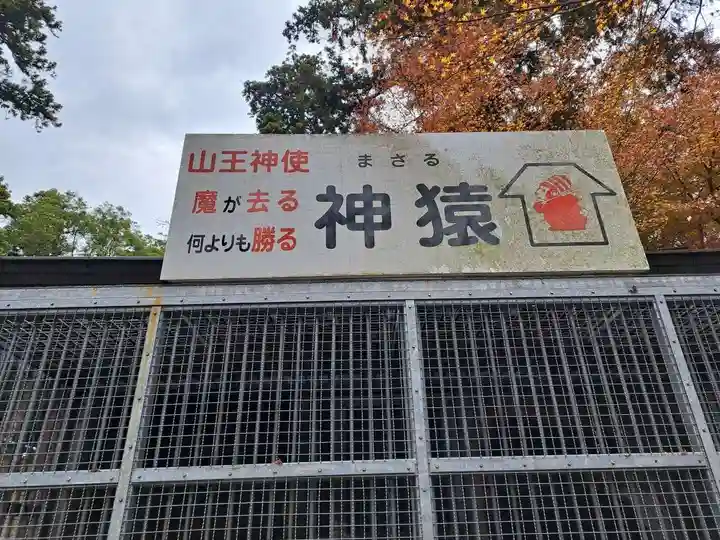 山王神使
魔が去る
何よりも勝る
まさる
神猿